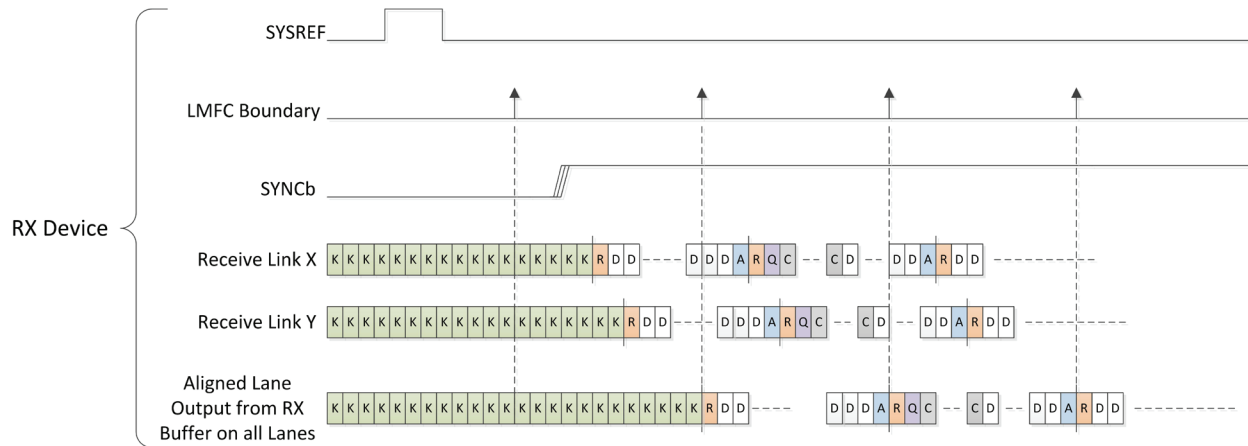 SYSREF
LMFC Boundary
SYNCb
RX Device
Receive Link X
K K K K K K K K K K K K K K K K K R D D D D D A R Q C C D D D A R D D
Receive Link Y
K K K K K K K K K K K K K K K K K K K R D D D D D A R Q C C D D D A R D D
Aligned Lane
Output from RX
Buffer on all Lanes
K K K K K K K K K K K K K K K K K K K K K K K K R D D D D D A R Q C C D D D A R D D